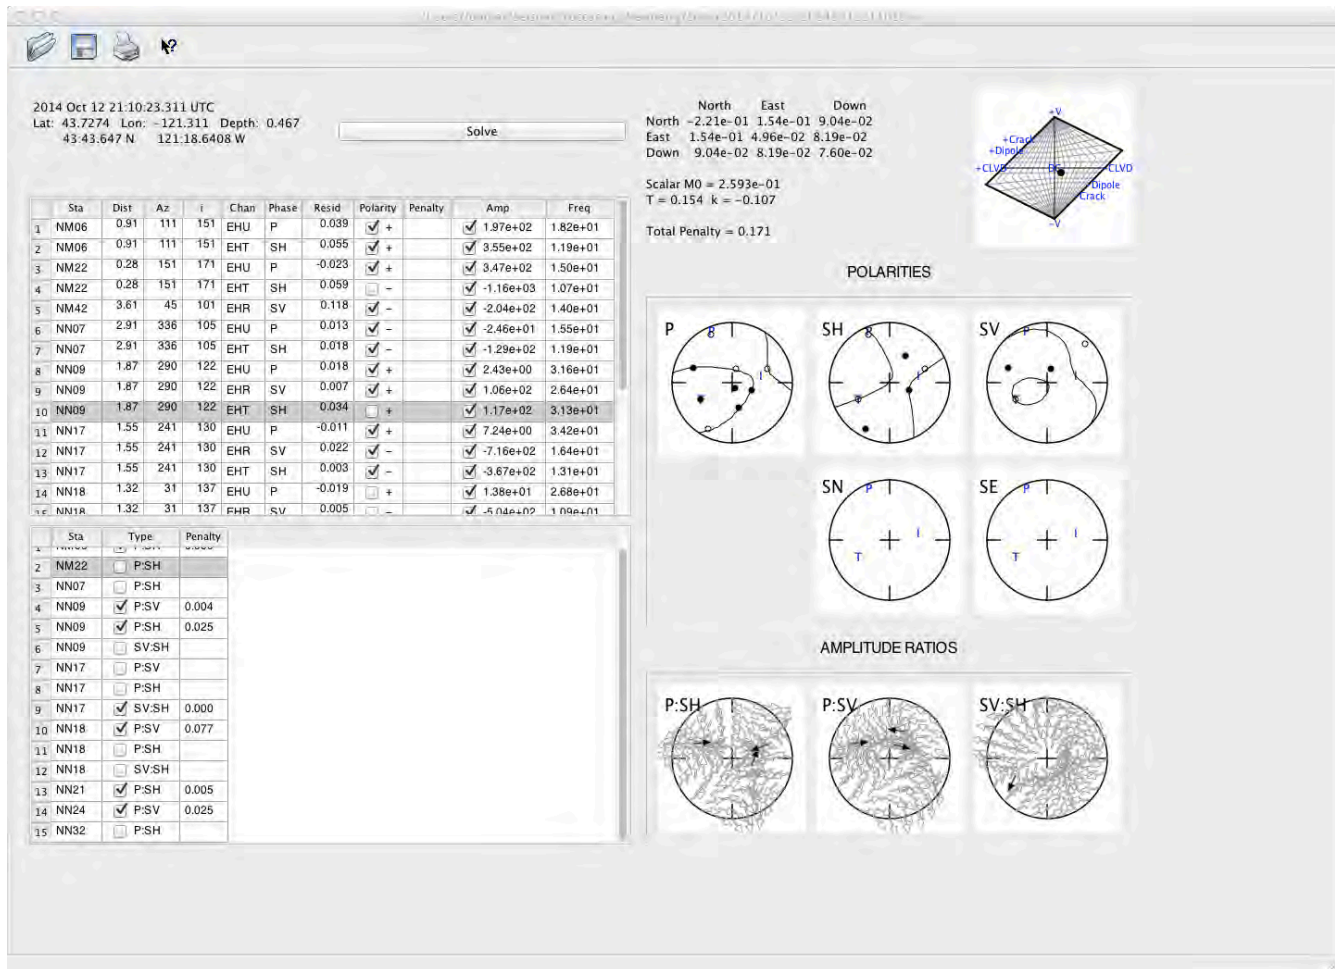 2014 Oct 12 21:10:23.311 UTC
Lat: 43.7274 Lon: -121.311 Depth: 0.467
43:43.647 N 121:18.6408 W
Solve
North East Down
North -2.21e-01 1.54e-01 9.04e-02
East 1.54e-01 4.96e-02 8.19e-02
Down 9.04e-02 8.19e-02 7.60e-02
Scalar M0 = 2.593e-01
T = 0.154 k = -0.107
Total Penalty = 0.171
+V
+Crack
+Dipole
+CLVD DC -CLVD
-Dipole
-Crack
-V
Sta Dist Az i Chan Phase Resid Polarity Penalty Amp Freq
1 NM06 0.91 111 151 EHU P 0.039 + 1.97e+02 1.82e+01
2 NM06 0.91 111 151 EHT SH 0.055 + 3.55e+02 1.19e+01
3 NM22 0.28 151 171 EHU P -0.023 + 3.47e+02 1.50e+01
4 NM22 0.28 151 171 EHT SH 0.059 - -1.16e+03 1.07e+01
5 NM42 3.61 45 101 EHR SV 0.118 - -2.04e+02 1.40e+01
6 NN07 2.91 336 105 EHU P 0.013 - -2.46e+01 1.55e+01
7 NN07 2.91 336 105 EHT SH 0.018 - -1.29e+02 1.19e+01
8 NN09 1.87 290 122 EHU P 0.018 + 2.43e+00 3.16e+01
9 NN09 1.87 290 122 EHR SV 0.007 + 1.06e+02 2.64e+01
10 NN09 1.87 290 122 EHT SH 0.034 + 1.17e+02 3.13e+01
11 NN17 1.55 241 130 EHU P -0.011 + 7.24e+00 3.42e+01
12 NN17 1.55 241 130 EHR SV 0.022 - -7.16e+02 1.64e+01
13 NN17 1.55 241 130 EHT SH 0.003 - -3.67e+02 1.31e+01
14 NN18 1.32 31 137 EHU P -0.019 + 1.38e+01 2.68e+01
15 NN18 1.32 31 137 EHR SV 0.005 - -5.04e+02 1.09e+01
Sta Type Penalty
2 NM22 P:SH
3 NN07 P:SH
4 NN09 P:SV 0.004
5 NN09 P:SH 0.025
6 NN09 SV:SH
7 NN17 P:SV
8 NN17 P:SH
9 NN17 SV:SH 0.000
10 NN18 P:SV 0.077
11 NN18 P:SH
12 NN18 SV:SH
13 NN21 P:SH 0.005
14 NN24 P:SV 0.025
15 NN32 P:SH
POLARITIES
P P I T
SH P I T
SV P I T
SN P I T
SE P I T
AMPLITUDE RATIOS
P:SH P:SV SV:SH